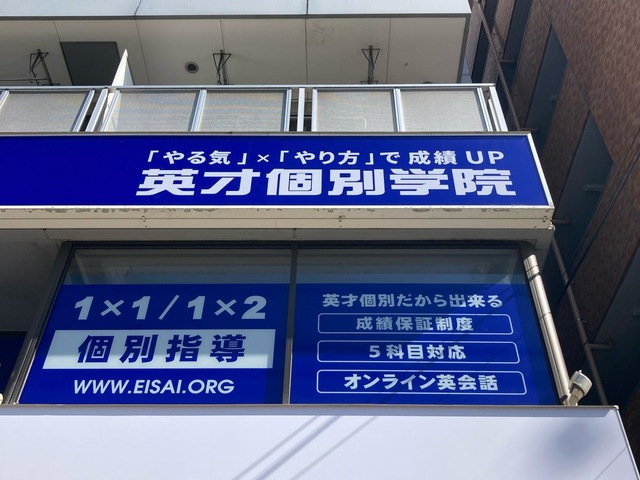 「やる気」×「やり方」で成績UP
英才個別学院
1×1/1×2
個別指導
WWW.EISAI.ORG
英才個別だから出来る
成績保証制度
5科目対応
オンライン英会話